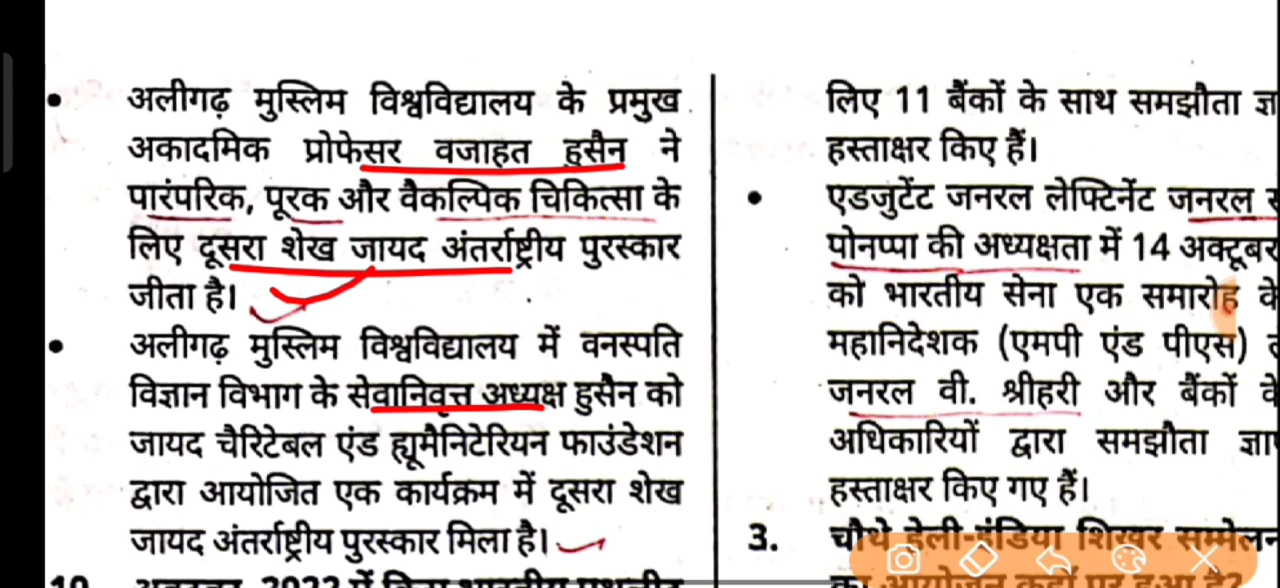 • अलीगढ़ मुस्लिम विश्वविद्यालय के प्रमुख
अकादमिक प्रोफेसर वजाहत हुसैन ने
पारंपरिक, पूरक और वैकल्पिक चिकित्सा के
लिए दूसरा शेख जायद अंतर्राष्ट्रीय पुरस्कार
जीता है।
• अलीगढ़ मुस्लिम विश्वविद्यालय में वनस्पति
विज्ञान विभाग के सेवानिवृत्त अध्यक्ष हुसैन को
जायद चैरिटेबल एंड ह्यूमैनिटेरियन फाउंडेशन
द्वारा आयोजित एक कार्यक्रम में दूसरा शेख
जायद अंतर्राष्ट्रीय पुरस्कार मिला है।
लिए 11 बैंकों के साथ समझौता
हस्ताक्षर किए हैं।
• एडजुटेंट जनरल लेफ्टिनेंट जनरल
पोनप्पा की अध्यक्षता में 14 अक्टूबर
को भारतीय सेना एक समारोह के
महानिदेशक (एमपी एंड पीएस)
जनरल वी. श्रीहरी और बैंकों के
अधिकारियों द्वारा समझौता
हस्ताक्षर किए गए हैं।
3. चौथे हेली-इंडिया शिखर सम्मेलन